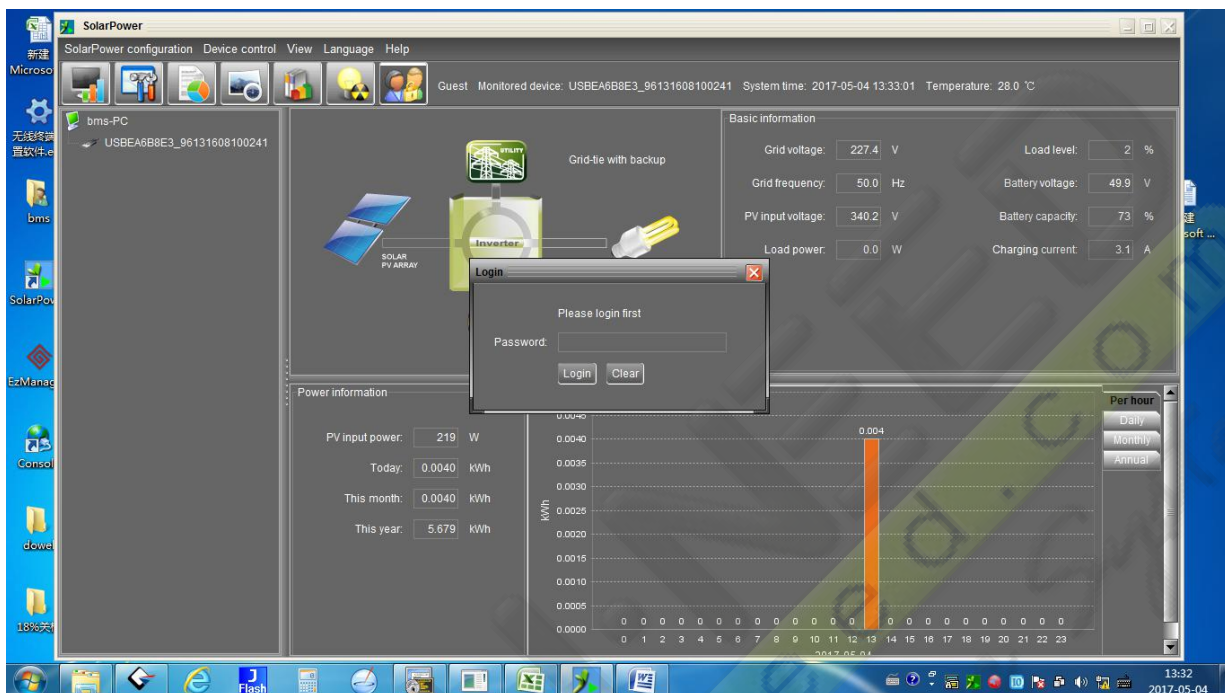 SolarPower
SolarPower configuration Device control View Language Help
Guest Monitored device: USBEA6B8E3_96131608100241 System time: 2017-05-04 13:33:01 Temperature: 28.0 ℃
bms-PC
USBEA6B8E3_96131608100241
UTILITY
Grid-tie with backup
SOLAR
PV ARRAY
Inverter
Basic information
Grid voltage: 227.4 V
Load level: 2 %
Grid frequency: 50.0 Hz
Battery voltage: 49.9 V
PV input voltage: 340.2 V
Battery capacity: 73 %
Load power: 0.0 W
Charging current: 3.1 A
Login
Please login first
Password:
Login Clear
Power information
PV input power: 219 W
Today: 0.0040 kWh
This month: 0.0040 kWh
This year: 5.679 kWh
Per hour
Daily
Monthly
Annual
kWh
0.0045
0.0040
0.0035
0.0030
0.0025
0.0020
0.0015
0.0010
0.0005
0.0000
0.004
0 0 0 0 0 0 0 0 0 0 0 0 0 0 0 0 0 0 0 0 0 0 0
0 1 2 3 4 5 6 7 8 9 10 11 12 13 14 15 16 17 18 19 20 21 22 23
2017-05-04
新建
Microso
无线终端
置软件.e
bms
SolarPow
EzManag
Consol
dowel
18%关
建
soft ...
J
Flash
13:32
2017-05-04